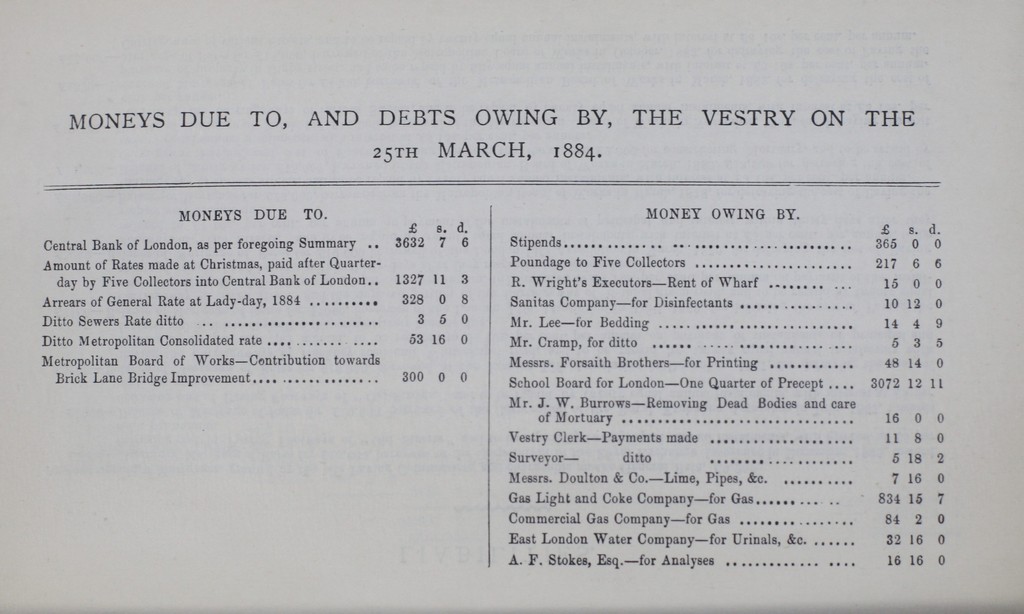 MONEYS DUE TO, AND DEBTS OWING BY, THE VESTRY ON THE
25TH MARCH, 1884.
MONEYS DUE TO.
£ s. d.
Central Bank of London, as per foregoing Summary .. 3632 7 6
Amount of Rates made at Christmas, paid after Quarter-
day by Five Collectors into Central Bank of London.. 1327 11 3
Arrears of General Rate at Lady-day, 1884 .......... 328 0 8
Ditto Sewers Rate ditto .. .................... 3 5 0
Ditto Metropolitan Consolidated rate .... ......... .... 53 16 0
Metropolitan Board of Works—Contribution towards
Brick Lane Bridge Improvement.... ............... 300 0 0
MONEY OWING BY.
£ s. d.
Stipends................ .. .... .... .......... 365 0 0
Poundage to Five Collectors ...................... 217 6 6
R. Wright's Executors—Rent of Wharf ........ ... 15 0 0
Sanitas Company—for Disinfectants ................ 10 12 0
Mr. Lee—for Bedding ........................... 14 4 9
Mr. Cramp, for ditto ...... .................... 5 3 5
Messrs. Forsaith Brothers—for Printing ............ 48 14 0
School Board for London—One Quarter of Precept .... 3072 12 11
Mr. J. W. Burrows—Removing Dead Bodies and care
of Mortuary ................................ 16 0 0
Vestry Clerk—Payments made .................... 11 8 0
Surveyor— ditto .................... 5 18 2
Messrs. Doulton & Co.—Lime, Pipes, &c. .......... 7 16 0
Gas Light and Coke Company—for Gas.......... .. 834 15 7
Commercial Gas Company—for Gas ................ 84 2 0
East London Water Company—for Urinals, &c. ...... 32 16 0
A. F. Stokes, Esq.—for Analyses ............. .... 16 16 0